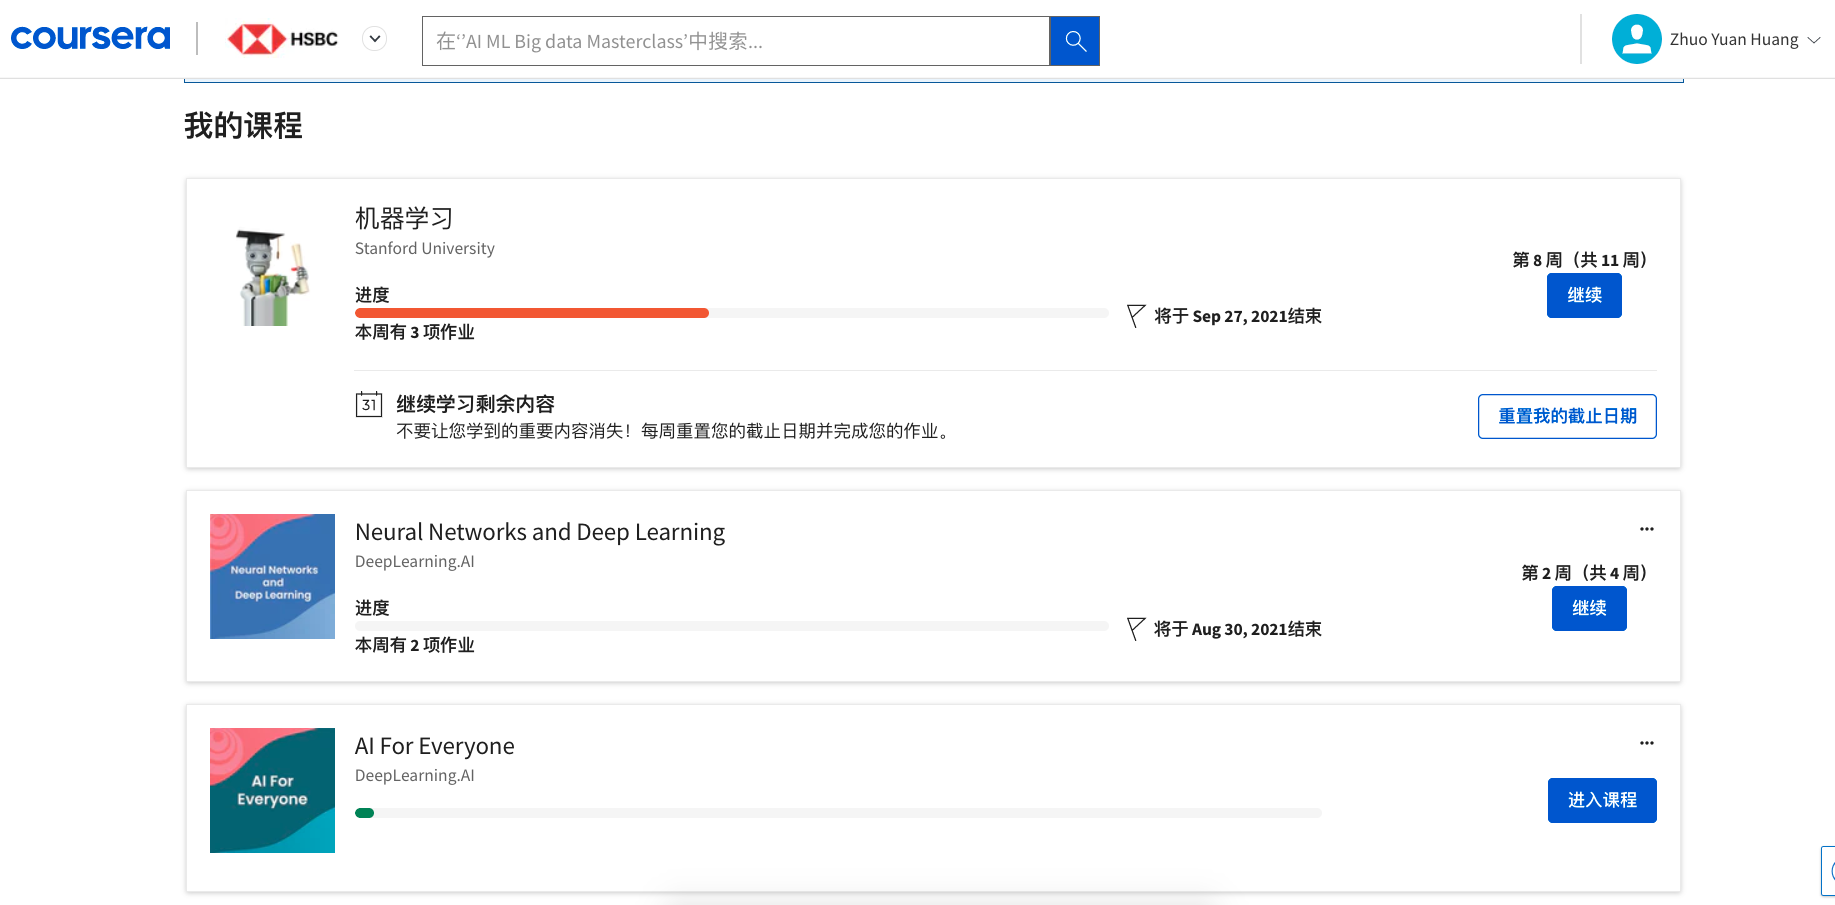 coursera
HSBC
在‘’AI ML Big data Masterclass’中搜索...
Zhuo Yuan Huang
我的课程
机器学习
Stanford University
第 8 周（共 11 周）
进度
继续
将于 Sep 27, 2021结束
本周有 3 项作业
31
继续学习剩余内容
不要让您学到的重要内容消失！每周重置您的截止日期并完成您的作业。
重置我的截止日期
Neural Networks
and
Deep Learning
Neural Networks and Deep Learning
...
DeepLearning.AI
第 2 周（共 4 周）
进度
继续
将于 Aug 30, 2021结束
本周有 2 项作业
AI For
Everyone
AI For Everyone
...
DeepLearning.AI
进入课程